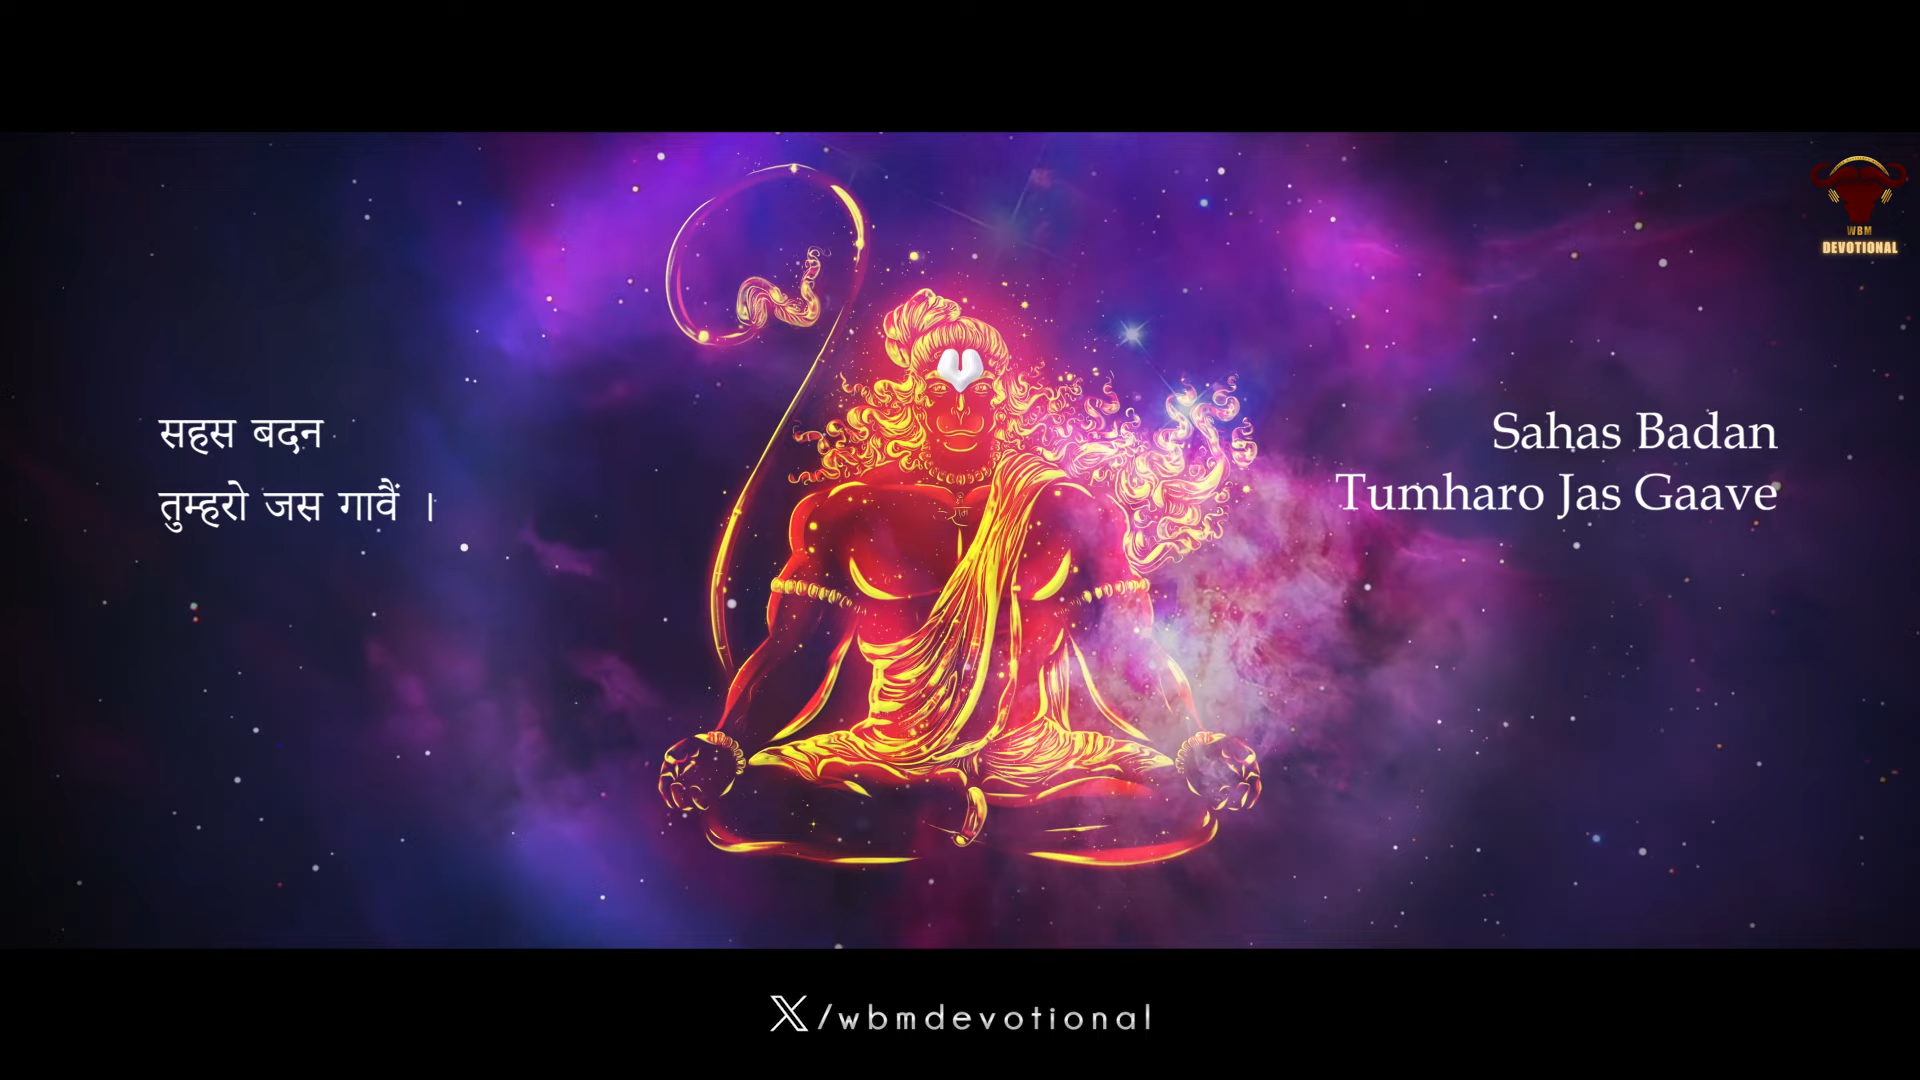 सहस बदन
तुम्हरो जस गावैं ।
Sahas Badan
Tumharo Jas Gaave
WBM
DEVOTIONAL
X/wbmdevotional